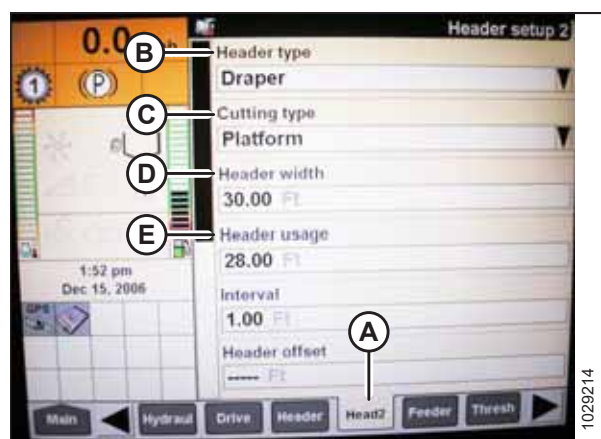 Header setup 2
0.0
1
(P)
B
Header type
Draper
C
Cutting type
Platform
D
Header width
30.00 Ft
E
Header usage
28.00 Ft
1:52 pm
Dec 15, 2006
GPS
Interval
1.00 Ft
A
Header offset
----- Ft
Main
Hydraul
Drive
Header
Head2
Feeder
Thresh
1029214